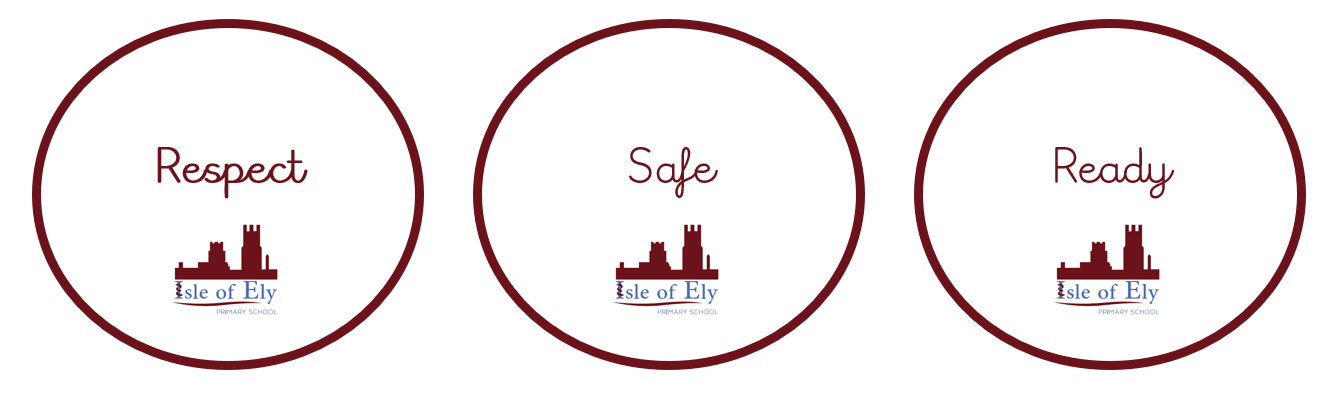 Respect
Isle of Ely
PRIMARY SCHOOL
Safe
Isle of Ely
PRIMARY SCHOOL
Ready
Isle of Ely
PRIMARY SCHOOL